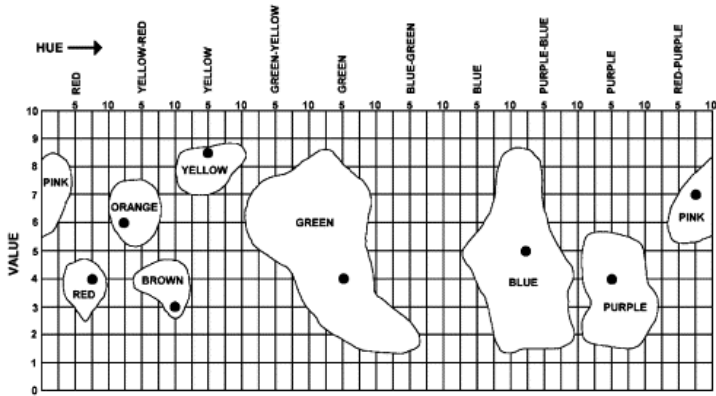 HUE
RED
YELLOW-RED
YELLOW
GREEN-YELLOW
GREEN
BLUE-GREEN
BLUE
PURPLE-BLUE
PURPLE
RED-PURPLE
5 10 5 10 5 10 5 10 5 10 5 10 5 10 5 10 5 10 5 10
10
9
8
7
6
5
4
3
2
1
0
VALUE
PINK
ORANGE
YELLOW
RED
BROWN
GREEN
BLUE
PURPLE
PINK